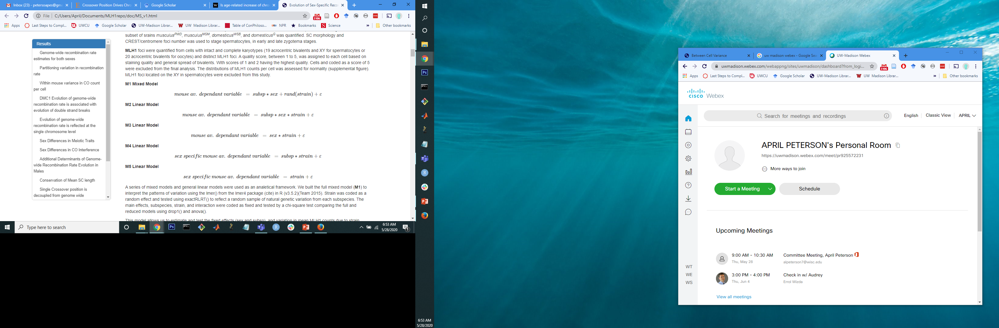 Inbox (23) - petersoapes@gma
Crossover Position Drives Chro
Google Scholar
Is age-related increase of chro
Evolution of Sex-Specific Reco
File
C:/Users/April/Documents/MLH1repo/doc/MS_v1.html
3106
Apps
Last Steps to Compl...
UWCU
Google Scholar
UW-Madison Librar...
UW Madison Librar...
Table of ConPhiloso...
NPR
Bookmarks
Science
»
Other bookmarks
Results
Genome-wide recombination rate
estimates for both sexes
Partitioning variation in recombination
rate
Within mouse variance in CO count
per cell
DMC1 Evolution of genome-wide
recombination rate is associated with
evolution of double strand breaks
Evolution of genome-wide
recombination rate is reflected at the
single chromosome level
Sex Differences in Meiotic Traits
Sex Differences in CO Interference
Additional Determinants of Genome-
wide Recombination Rate Evolution in
Males
Conservation of Mean SC length
Single Crossover position is
decoupled from genome wide
subset of srains musculusPWD, musculusMSM, domesticusWSB, and domesticusG was quantified. SC morphology and
CREST/centromere foci number was used to stage spermatocytes, in early and late zygotema stages.
MLH1 foci were quantified from cells with intact and complete karyotypes (19 acrocentric bivalents and XY for spermatocytes or
20 acrocentric bivalents for oocytes) and distinct MLH1 foci. A quality score, between 1 to 5, was assigned to each cell based on
staining quality and general spread of bivalents. With scores of 1 and 2 having the highest quality. Cells and coded as a score of 5
were excluded from the final analysis. The distributions of MLH1 counts per cell was assessed for normality (supplemental figure).
MLH1 foci located on the XY in spermatocytes were excluded from this study.
M1 Mixed Model
mouse av. dependant variable = subsp ∗ sex + rand(strain) + ε
M2 Linear Model
mouse av. dependant variable = subsp ∗ sex ∗ strain + ε
M3 Linear Model
mouse av. dependant variable = sex ∗ strain + ε
M4 Linear Model
sex specific mouse av. dependant variable = subsp ∗ strain + ε
M5 Linear Model
sex specific mouse av. dependant variable = strain + ε
A series of mixed models and general linear models were used as an analetical framework. We built the full mixed model (M1) to
interpret the patterns of variation using the lmer() from the lmer4 package (cite) in R (v3.5.2)(Team 2015). Strain was coded as a
random effect and tested using exactRLRT() to reflect a random sample of natural genetic variation from each subspecies. The
main effects, subspecies, strain, and interaction were coded as fixed and tested by a chi-square test comparing the full and
reduced models using drop1() and anova().
This model allows us to estimate and test the fixed effects (sex and subsp), and variation in mean MLH1 counts due to strain
Type here to search
6:53 AM
5/28/2020
6:53 AM
5/28/2020
Between Cell Variance
uw madison webex - Google Sea
UW-Madison Webex
uwmadison.webex.com/webappng/sites/uwmadison/dashboard?from_logi...
3106
Apps
Last Steps to Compl...
UWCU
Google Scholar
UW-Madison Librar...
UW Madison Librar...
»
Other bookmarks
CISCO Webex
Search for meetings and recordings
English
Classic View
APRIL
APRIL PETERSON's Personal Room
https://uwmadison.webex.com/meet/pr925572231
More ways to join
Start a Meeting
Schedule
Upcoming Meetings
9:00 AM - 10:30 AM
Committee Meeting, April Peterson
Thu, May 28
alpeterson7@wisc.edu
3:00 PM - 4:00 PM
Check in w/ Audrey
Thu, Jun 4
Errol Wizda
View all meetings
WT
WE
WS